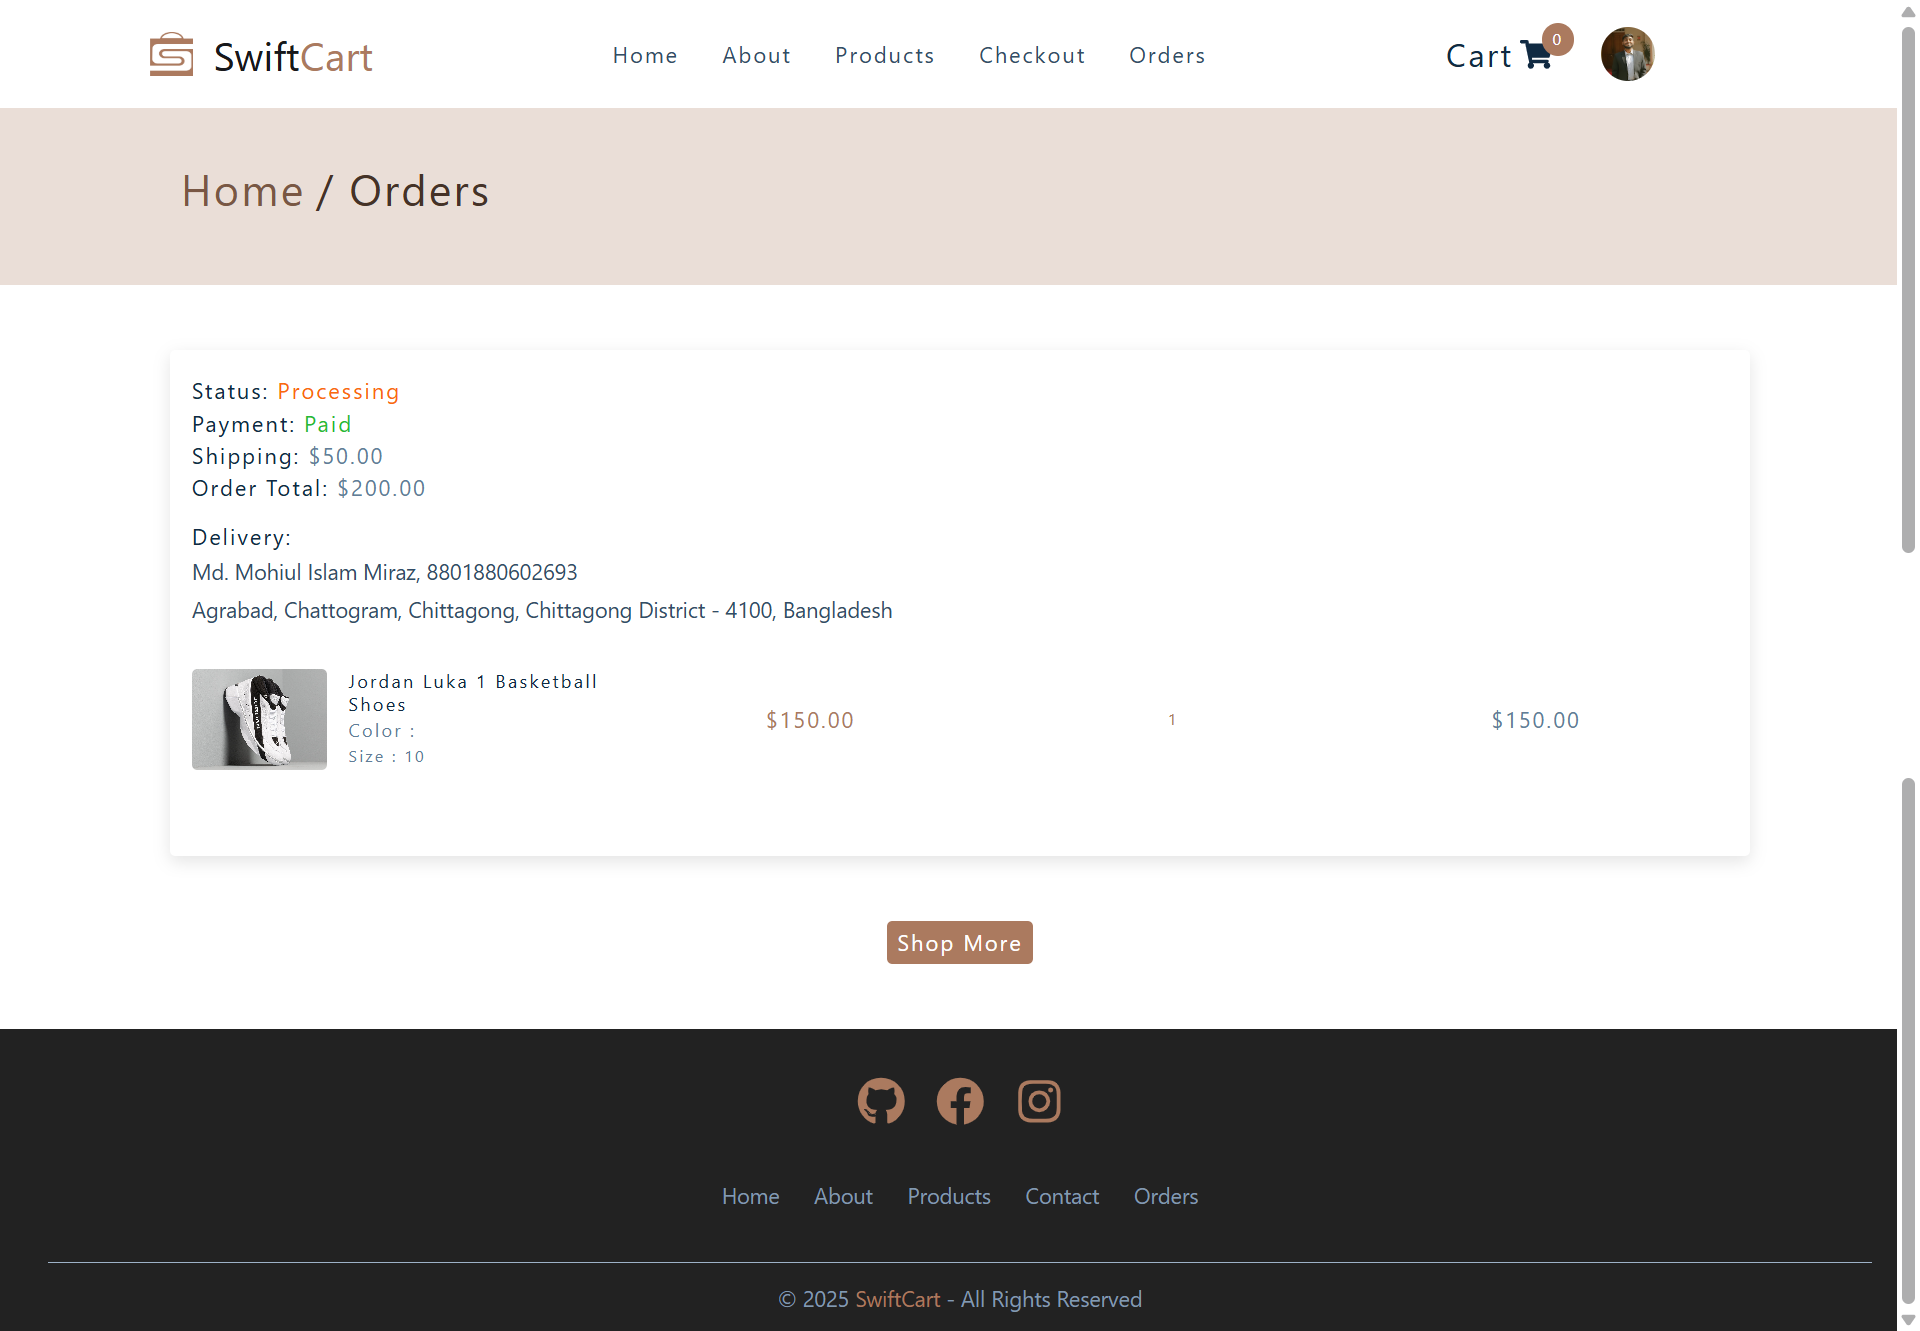 SwiftCart
Home About Products Checkout Orders
Cart 0
Home / Orders
Status: Processing
Payment: Paid
Shipping: $50.00
Order Total: $200.00
Delivery:
Md. Mohiul Islam Miraz, 8801880602693
Agrabad, Chattogram, Chittagong, Chittagong District - 4100, Bangladesh
Jordan Luka 1 Basketball
Shoes
Color :
Size : 10
$150.00
1
$150.00
Shop More
Home About Products Contact Orders
© 2025 SwiftCart - All Rights Reserved